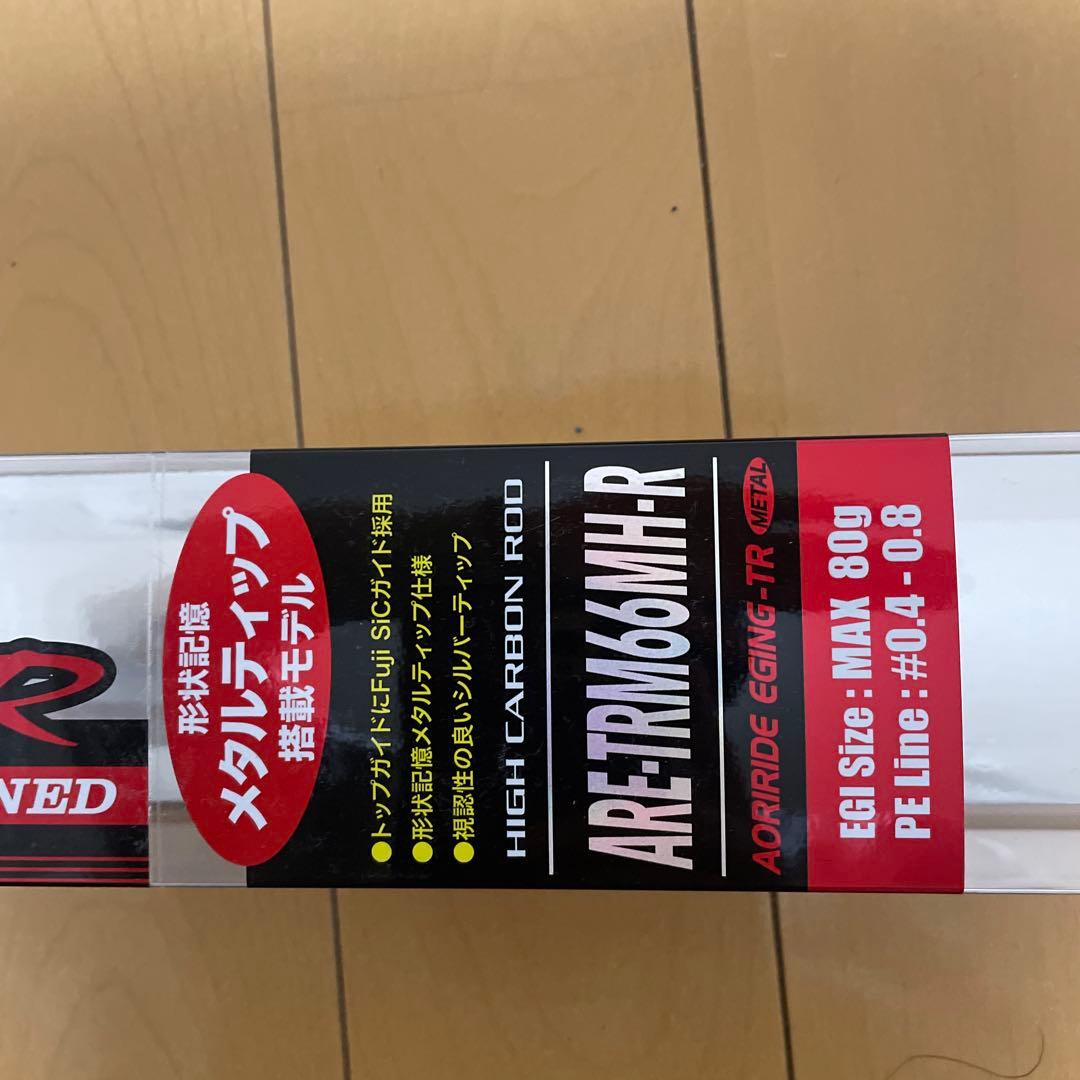 NED
形状記憶
メタルティップ
搭載モデル
●トップガイドにFuji SiCガイド採用
●形状記憶メタルティップ仕様
●視認性の良いシルバーティップ
HIGH CARBON ROD
ARE-TRM66MH-R
AORIRIDE EGING-TR METAL
EGI Size : MAX 80g
PE Line : #0.4 - 0.8